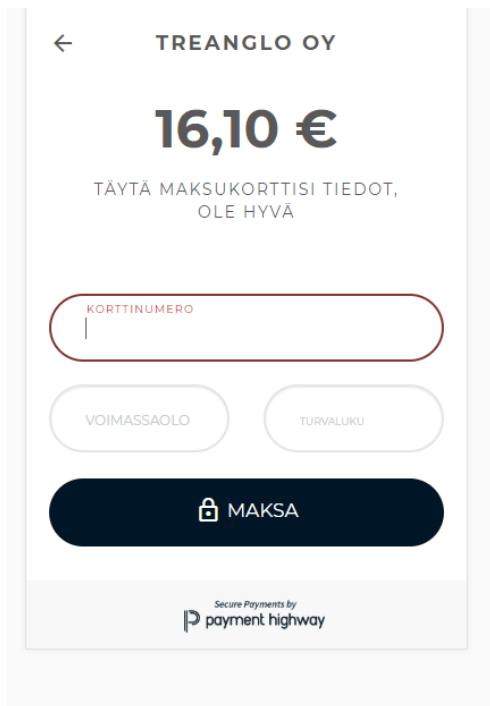 TREANGLO OY
16,10 €
TÄYTÄ MAKSUKORTTISI TIEDOT,
OLE HYVÄ
KORTTINUMERO
VOIMASSAOLO
TURVALUKU
MAKSA
Secure Payments by
payment highway